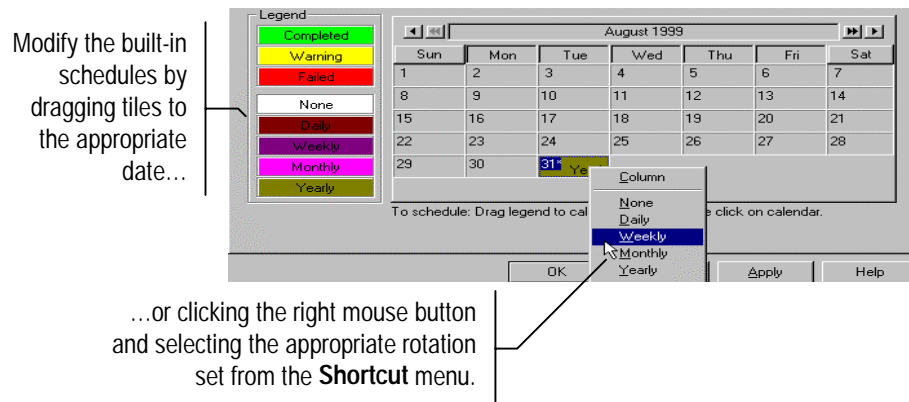 Modify the built-in
schedules by
dragging tiles to
the appropriate
date…
Legend
Completed
Warning
Failed
None
Daily
Weekly
Monthly
Yearly
August 1999
Sun Mon Tue Wed Thu Fri Sat
1 2 3 4 5 6 7
8 9 10 11 12 13 14
15 16 17 18 19 20 21
22 23 24 25 26 27 28
29 30 31*
Column
None
Daily
Weekly
Monthly
Yearly
To schedule: Drag legend to cal click on calendar.
OK Apply Help
…or clicking the right mouse button
and selecting the appropriate rotation
set from the Shortcut menu.